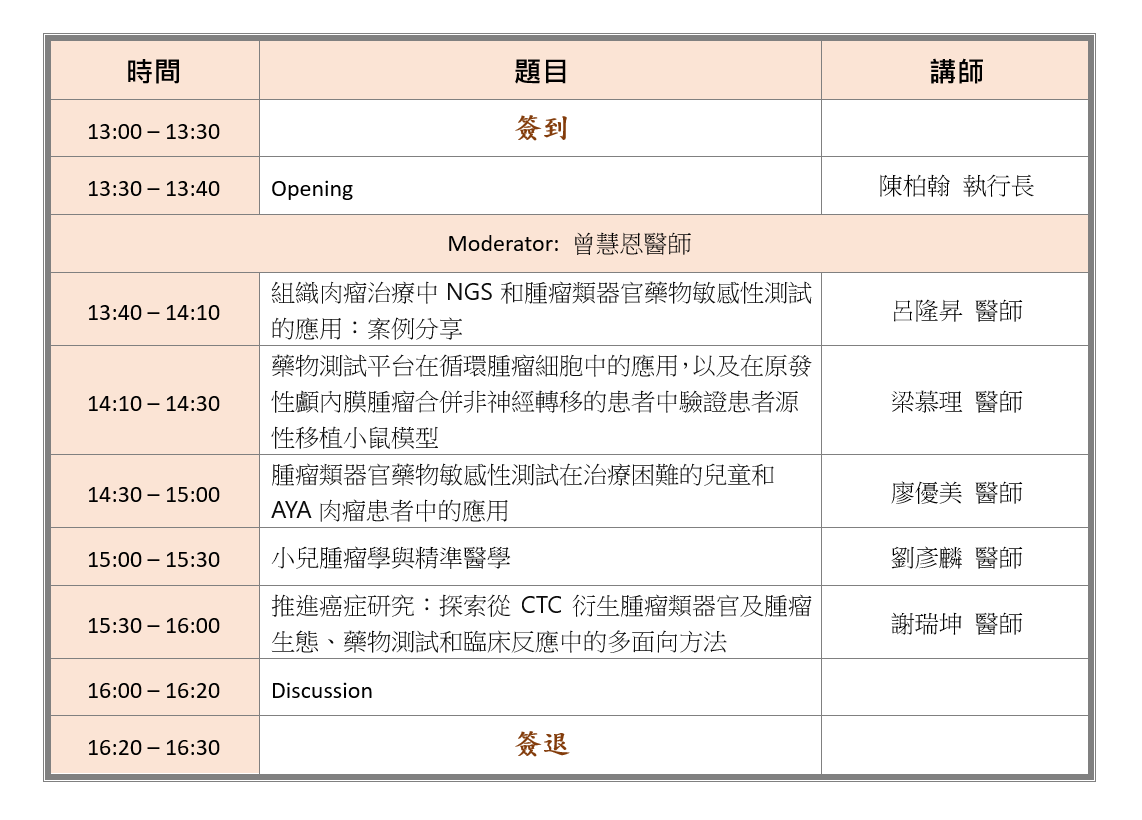 時間 題目 講師
13:00 – 13:30 簽到
13:30 – 13:40 Opening 陳柏翰 執行長
Moderator: 曾慧恩醫師
組織肉瘤治療中 NGS 和腫瘤類器官藥物敏感性測試
13:40 – 14:10 呂隆昇 醫師
的應用：案例分享
藥物測試平台在循環腫瘤細胞中的應用，以及在原發
14:10 – 14:30 性顱內膜腫瘤合併非神經轉移的患者中驗證患者源 梁慕理 醫師
性移植小鼠模型
腫瘤類器官藥物敏感性測試在治療困難的兒童和
14:30 – 15:00 廖優美 醫師
AYA 肉瘤患者中的應用
15:00 – 15:30 小兒腫瘤學與精準醫學 劉彥麟 醫師
推進癌症研究：探索從 CTC 衍生腫瘤類器官及腫瘤
15:30 – 16:00 謝瑞坤 醫師
生態、藥物測試和臨床反應中的多面向方法
16:00 – 16:20 Discussion
16:20 – 16:30 簽退